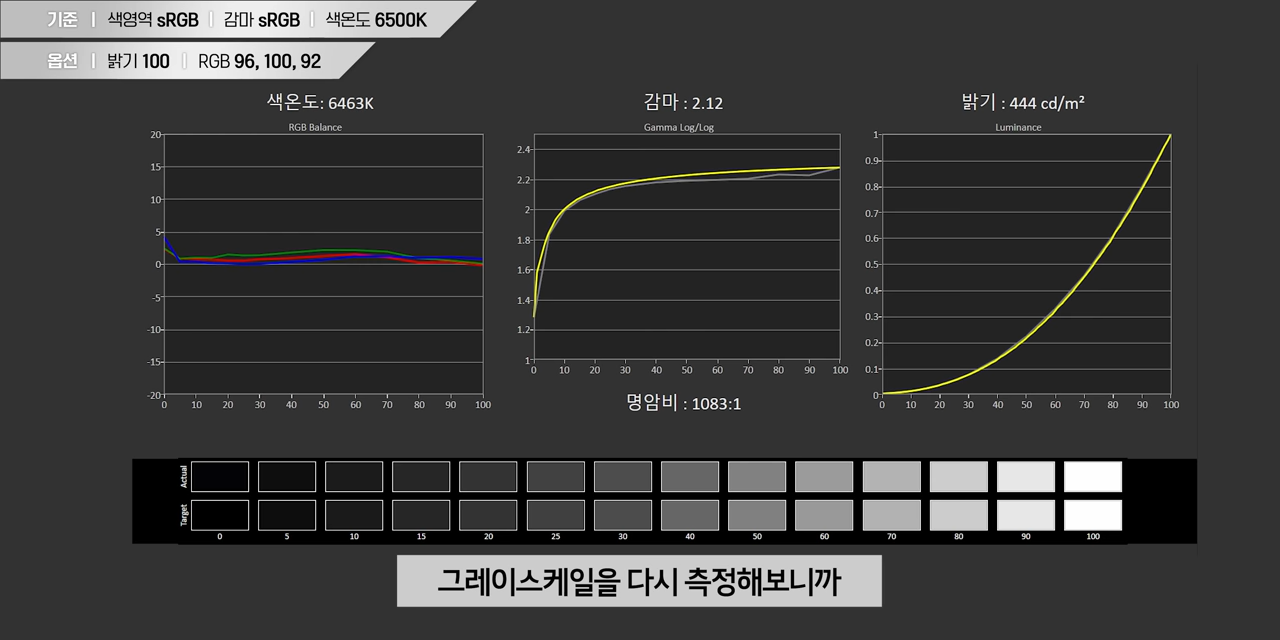 기준 | 색영역 sRGB | 감마 sRGB | 색온도 6500K
옵션 | 밝기 100 | RGB 96, 100, 92
색온도: 6463K
RGB Balance
20
15
10
5
0
-5
-10
-15
-20
0 10 20 30 40 50 60 70 80 90 100
감마 : 2.12
Gamma Log/Log
2.4
2.2
2
1.8
1.6
1.4
1.2
1
0 10 20 30 40 50 60 70 80 90 100
명암비 : 1083:1
밝기 : 444 cd/m²
Luminance
1
0.9
0.8
0.7
0.6
0.5
0.4
0.3
0.2
0.1
0
0 10 20 30 40 50 60 70 80 90 100
Actual
Target
0 5 10 15 20 25 30 40 50 60 70 80 90 100
그레이스케일을 다시 측정해보니까